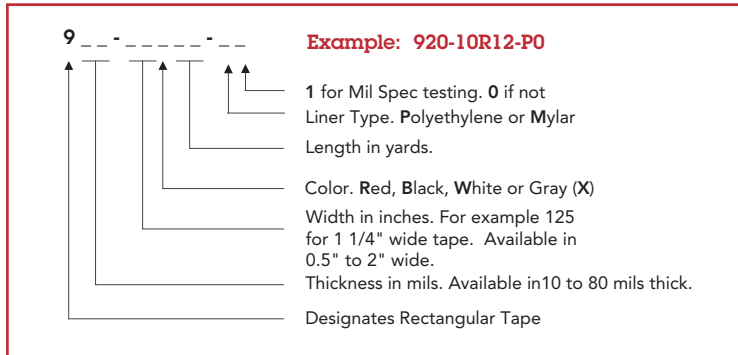 9 _ _ - _ _ _ _ _ - _ _
Example: 920-10R12-P0
1 for Mil Spec testing. 0 if not
Liner Type. Polyethylene or Mylar
Length in yards.
Color. Red, Black, White or Gray (X)
Width in inches. For example 125
for 1 1/4" wide tape. Available in
0.5" to 2" wide.
Thickness in mils. Available in10 to 80 mils thick.
Designates Rectangular Tape